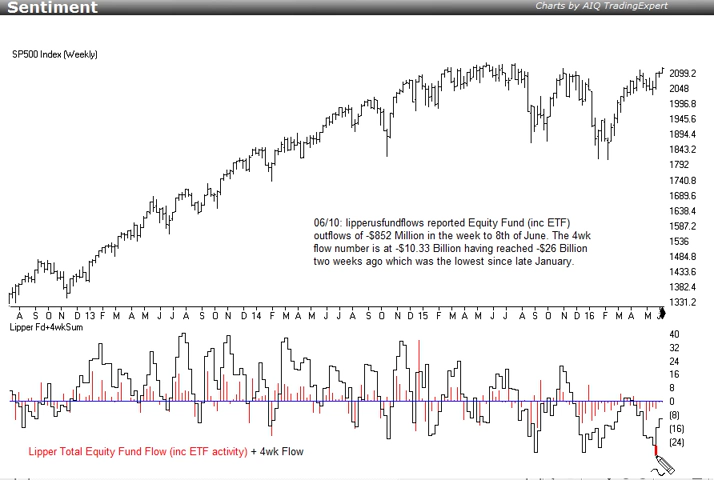 Sentiment
Charts by AIQ TradingExpert
SP500 Index (Weekly)
2099.2
2048
1996.8
1945.6
1894.4
1843.2
1792
1740.8
1689.6
1638.4
1587.2
1536
1484.8
1433.6
1382.4
1331.2
06/10: lipperusfundflows reported Equity Fund (inc ETF)
outflows of -$852 Million in the week to 8th of June. The 4wk
flow number is at -$10.33 Billion having reached -$26 Billion
two weeks ago which was the lowest since late January.
A S O N D 13 F M A M J J A S O N D 14 F M A M J J A S O N D 15 F M A M J J A S O N D 16 F M A M J
Lipper Fd+4wkSum
40
32
24
16
8
0
(8)
(16)
(24)
Lipper Total Equity Fund Flow (inc ETF activity) + 4wk Flow